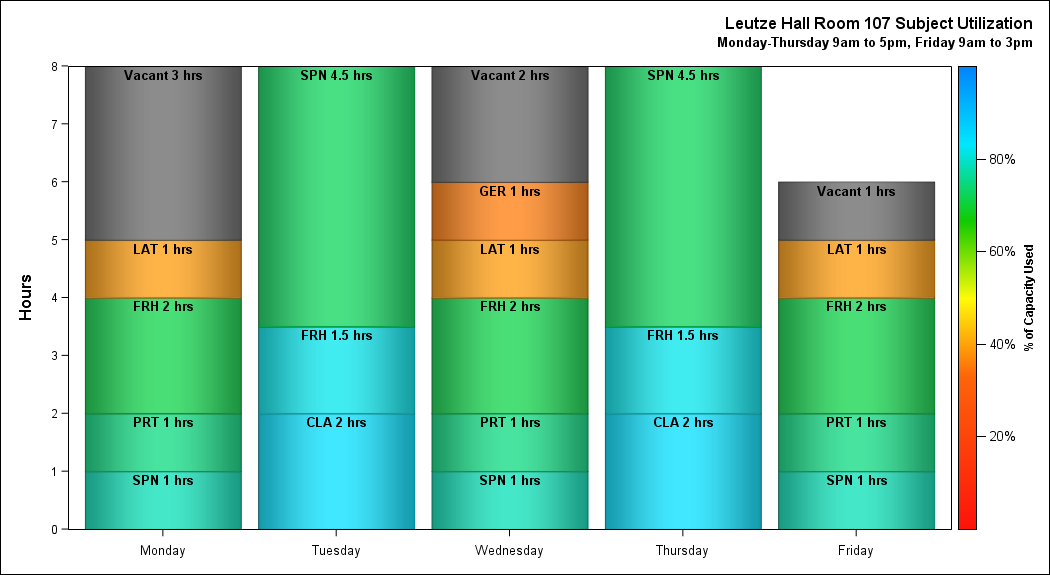 Leutze Hall Room 107 Subject Utilization
Monday-Thursday 9am to 5pm, Friday 9am to 3pm
8
7
6
5
4
3
2
1
0
Hours
Vacant 3 hrs
LAT 1 hrs
FRH 2 hrs
PRT 1 hrs
SPN 1 hrs
SPN 4.5 hrs
FRH 1.5 hrs
CLA 2 hrs
Vacant 2 hrs
GER 1 hrs
LAT 1 hrs
FRH 2 hrs
PRT 1 hrs
SPN 1 hrs
SPN 4.5 hrs
FRH 1.5 hrs
CLA 2 hrs
Vacant 1 hrs
LAT 1 hrs
FRH 2 hrs
PRT 1 hrs
SPN 1 hrs
Monday Tuesday Wednesday Thursday Friday
80%
60%
40%
20%
% of Capacity Used